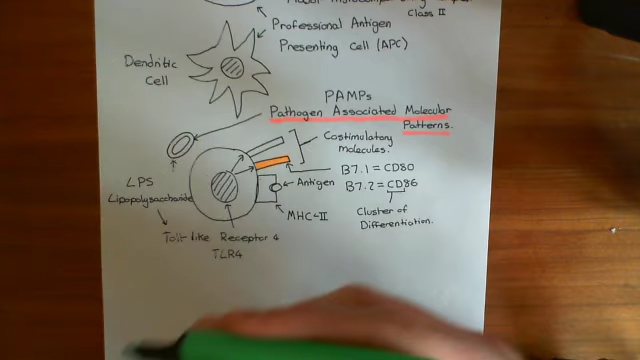 Class II
Professional Antigen
Presenting Cell (APC)
Dendritic
Cell
PAMPs
Pathogen Associated Molecular
Patterns.
Costimulatory
molecules.
B7.1 = CD80
B7.2 = CD86
Antigen
MHC-II
Cluster of
Differentiation.
LPS
Lipopolysaccharide
Toll like Receptor 4
TLR4